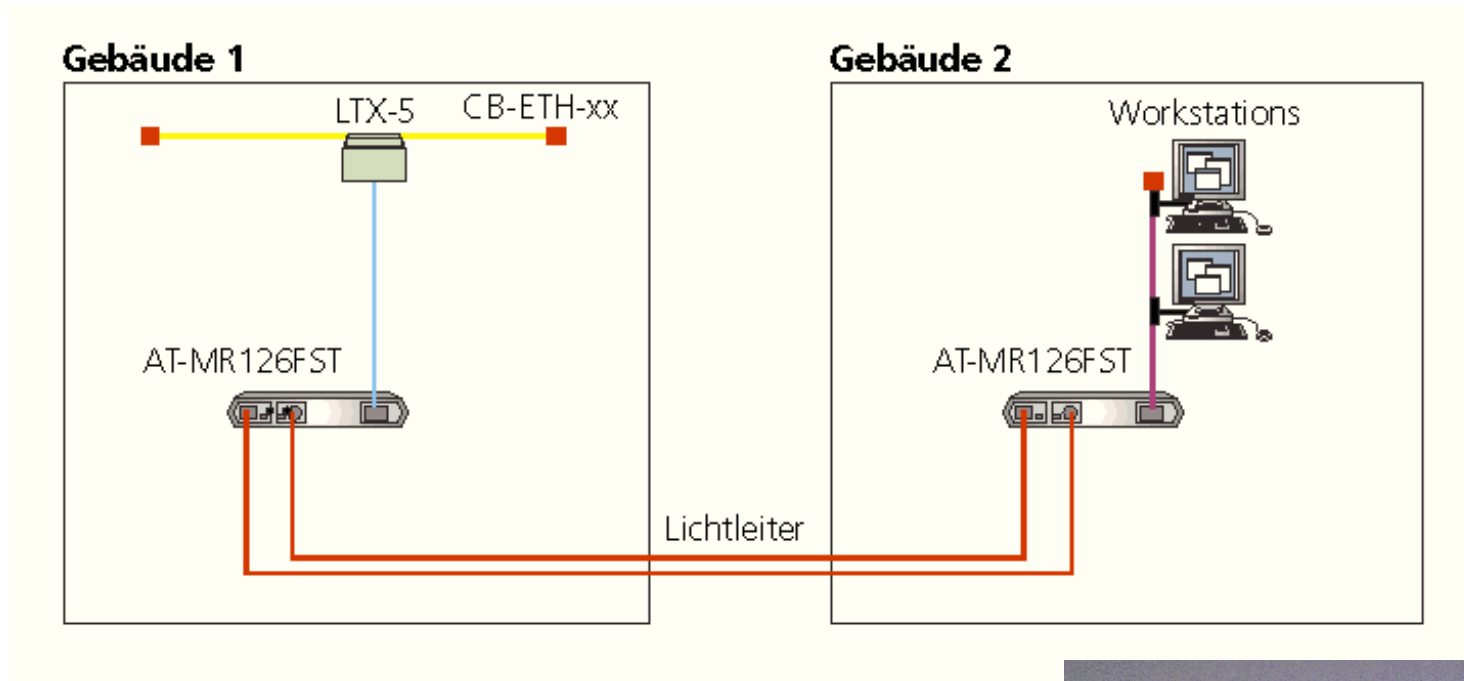 Gebäude 1
LTX-5
CB-ETH-xx
AT-MR126FST
Gebäude 2
Workstations
AT-MR126FST
Lichtleiter